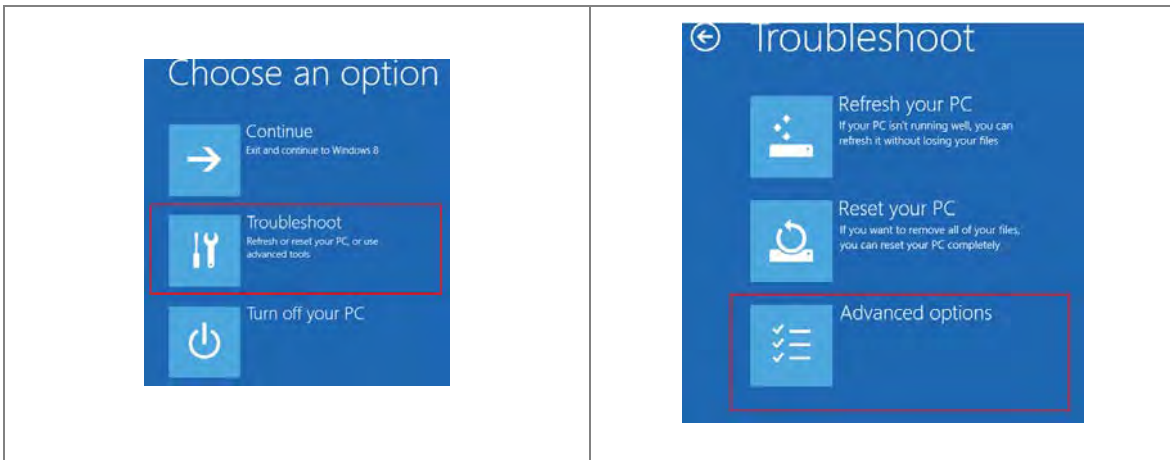 Choose an option
Continue
Exit and continue to Windows 8
Troubleshoot
Refresh or reset your PC, or use
advanced tools
Turn off your PC
Troubleshoot
Refresh your PC
If your PC isn't running well, you can
refresh it without losing your files
Reset your PC
If you want to remove all of your files,
you can reset your PC completely
Advanced options